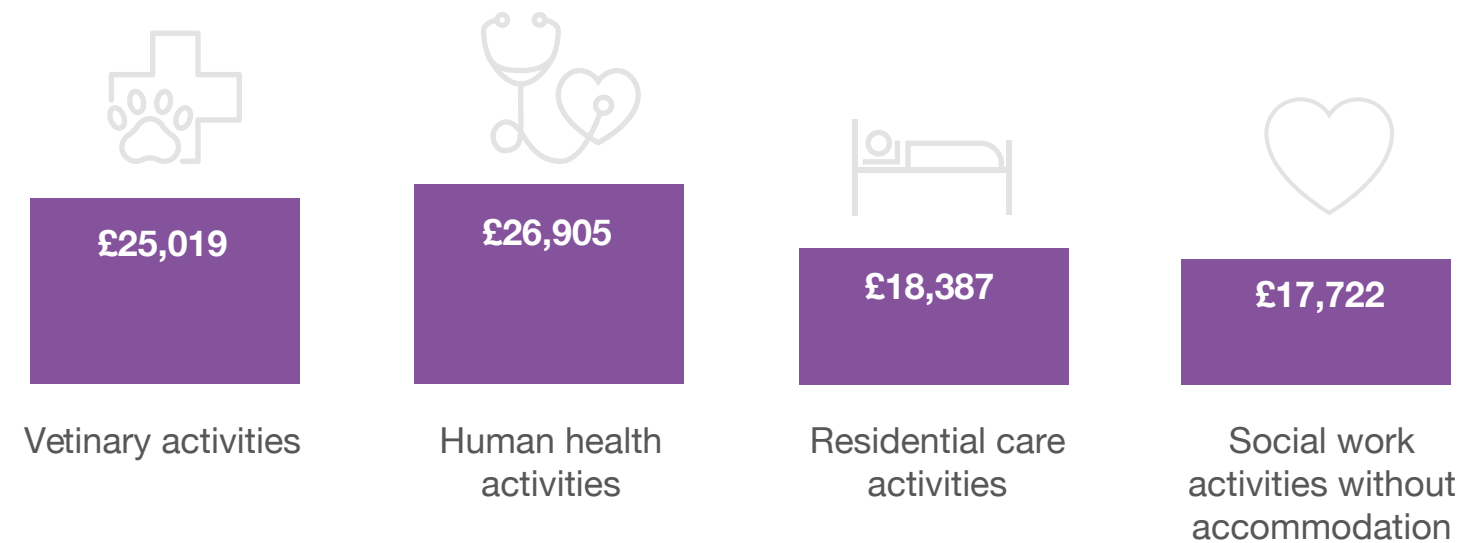 £25,019
£26,905
£18,387
£17,722
Vetinary activities
Human health
activities
Residential care
activities
Social work
activities without
accommodation